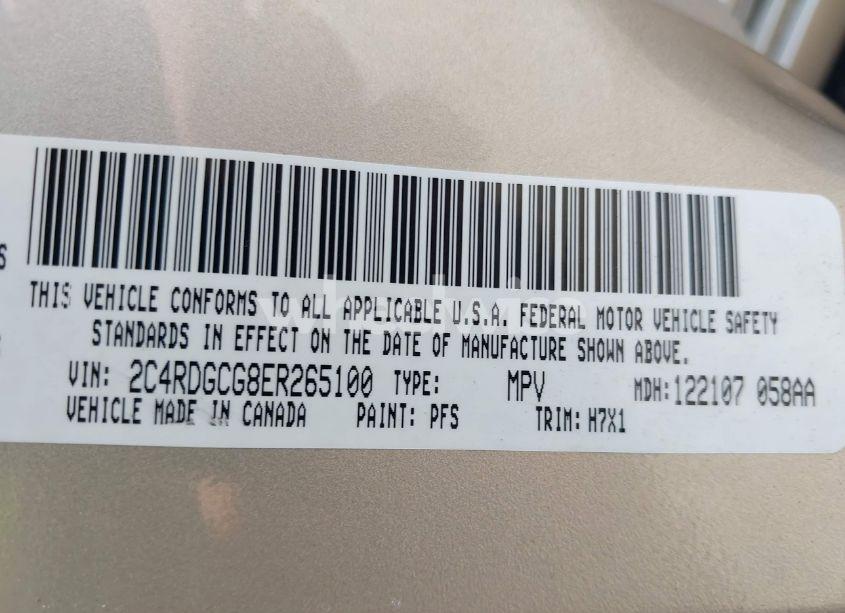 S
THIS VEHICLE CONFORMS TO ALL APPLICABLE U.S.A. FEDERAL MOTOR VEHICLE SAFETY
STANDARDS IN EFFECT ON THE DATE OF MANUFACTURE SHOWN ABOVE.
VIN: 2C4RDGCG8ER265100 TYPE: MPV MDH:122107 058AA
VEHICLE MADE IN CANADA PAINT: PFS TRIM: H7X1